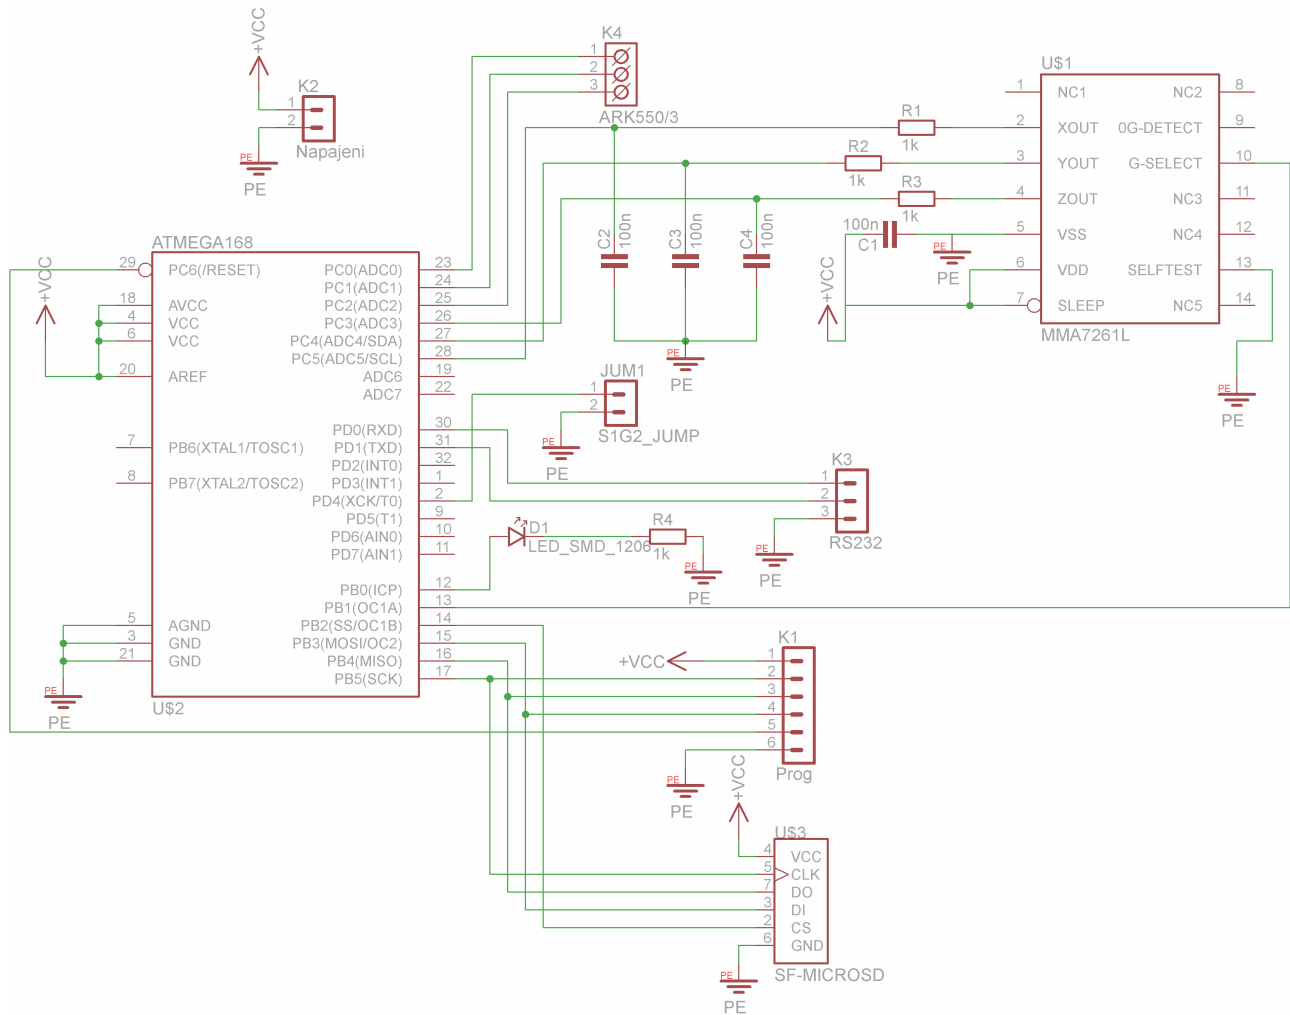 +VCC
K2
1
2
PE
Napajeni
PE
K4
1
2
3
ARK550/3
U$1
1 NC1 NC2 8
2 XOUT 0G-DETECT 9
3 YOUT G-SELECT 10
4 ZOUT NC3 11
5 VSS NC4 12
6 VDD SELFTEST 13
7 SLEEP NC5 14
MMA7261L
R1
1k
R2
1k
R3
1k
C2
100n
C3
100n
C4
100n
100n
C1
PE
PE
+VCC
PE
PE
PE
PE
ATMEGA168
29 PC6(/RESET) PC0(ADC0) 23
PC1(ADC1) 24
18 AVCC PC2(ADC2) 25
4 VCC PC3(ADC3) 26
6 VCC PC4(ADC4/SDA) 27
PC5(ADC5/SCL) 28
20 AREF ADC6 19
ADC7 22
PD0(RXD) 30
7 PB6(XTAL1/TOSC1) PD1(TXD) 31
PD2(INT0) 32
8 PB7(XTAL2/TOSC2) PD3(INT1) 1
PD4(XCK/T0) 2
PD5(T1) 9
PD6(AIN0) 10
PD7(AIN1) 11
PB0(ICP) 12
PB1(OC1A) 13
5 AGND PB2(SS/OC1B) 14
3 GND PB3(MOSI/OC2) 15
21 GND PB4(MISO) 16
PB5(SCK) 17
U$2
+VCC
PE
PE
JUM1
1
2
S1G2_JUMP
PE
PE
K3
1
2
3
RS232
PE
PE
D1
LED_SMD_1206
R4
1k
PE
PE
K1
+VCC
1
2
3
4
5
6
Prog
PE
PE
+VCC
U$3
4 VCC
5 CLK
7 DO
3 DI
2 CS
6 GND
SF-MICROSD
PE
PE